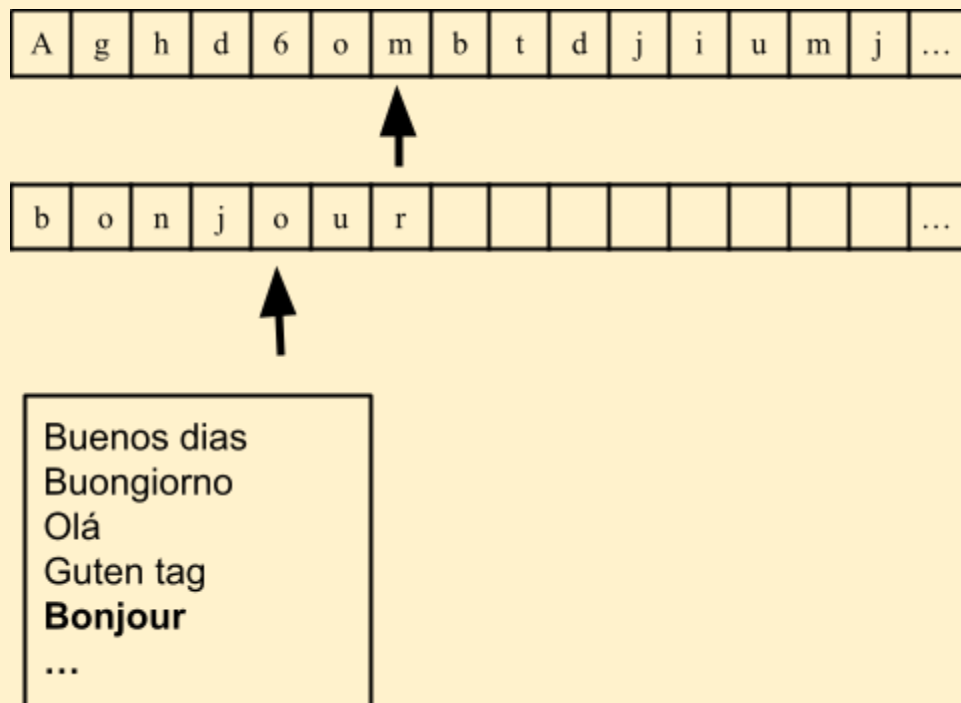 A g h d 6 o m b t d j i u m j ...
b o n j o u r ...
Buenos dias
Buongiorno
Olá
Guten tag
Bonjour
...